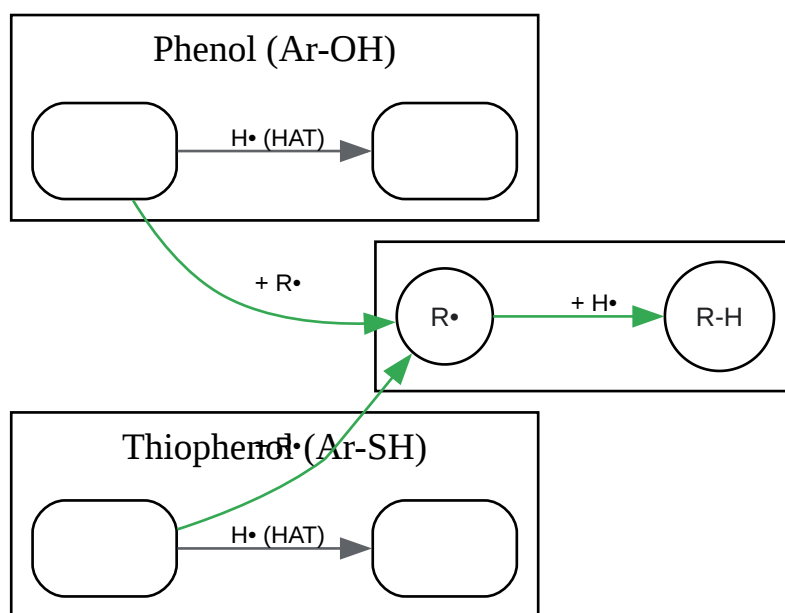 Phenol (Ar-OH)
H• (HAT)
+ R•
R•
+ H•
R-H
Thiophenol (Ar-SH)
+ R•
H• (HAT)